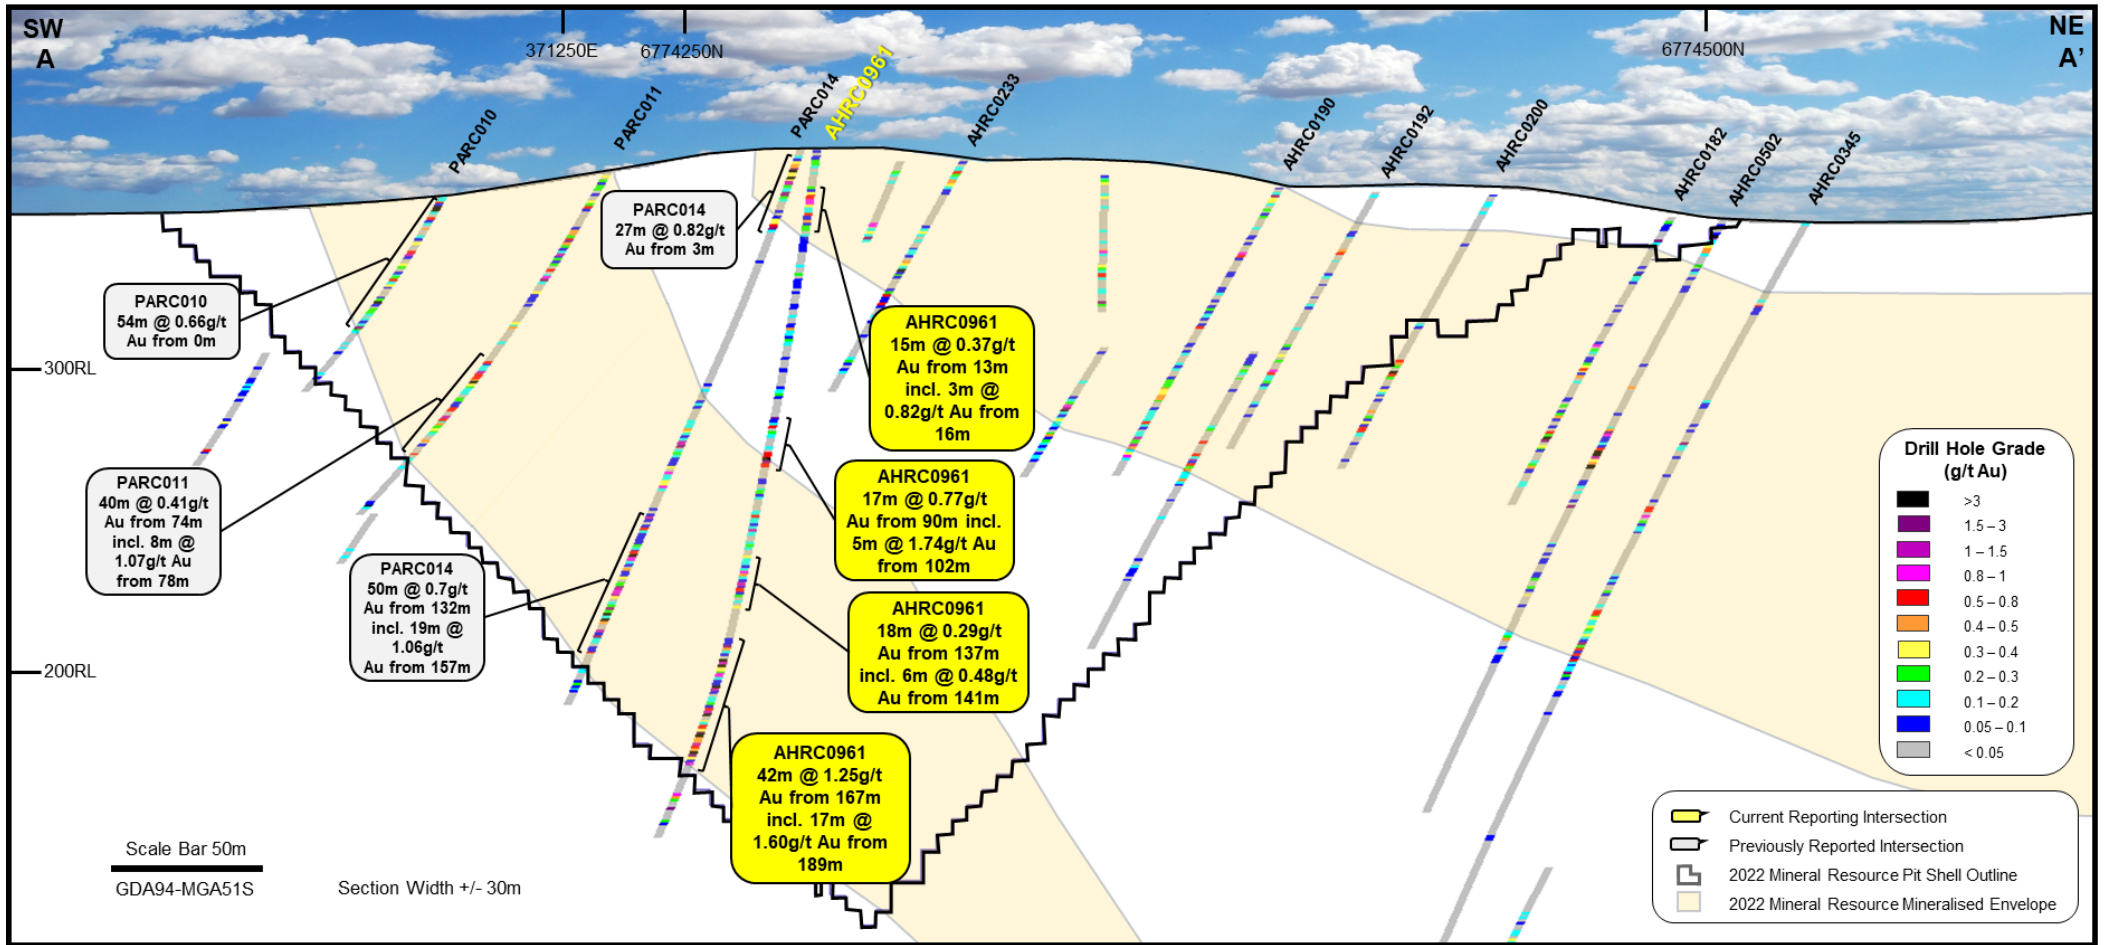 SW
A
371250E
6774250N
6774500N
NE
A'
PARC010
PARC011
PARC014
AHRC0961
AHRC0233
AHRC0190
AHRC0192
AHRC0200
AHRC0182
AHRC0502
AHRC0345
PARC014
27m @ 0.82g/t
Au from 3m
PARC010
54m @ 0.66g/t
Au from 0m
300RL
AHRC0961
15m @ 0.37g/t
Au from 13m
incl. 3m @
0.82g/t Au from
16m
PARC011
40m @ 0.41g/t
Au from 74m
incl. 8m @
1.07g/t Au
from 78m
AHRC0961
17m @ 0.77g/t
Au from 90m incl.
5m @ 1.74g/t Au
from 102m
PARC014
50m @ 0.7g/t
Au from 132m
incl. 19m @
1.06g/t
Au from 157m
AHRC0961
18m @ 0.29g/t
Au from 137m
incl. 6m @ 0.48g/t
Au from 141m
200RL
AHRC0961
42m @ 1.25g/t
Au from 167m
incl. 17m @
1.60g/t Au from
189m
Drill Hole Grade
(g/t Au)
>3
1.5 – 3
1 – 1.5
0.8 – 1
0.5 – 0.8
0.4 – 0.5
0.3 – 0.4
0.2 – 0.3
0.1 – 0.2
0.05 – 0.1
< 0.05
Scale Bar 50m
GDA94-MGA51S
Section Width +/- 30m
Current Reporting Intersection
Previously Reported Intersection
2022 Mineral Resource Pit Shell Outline
2022 Mineral Resource Mineralised Envelope